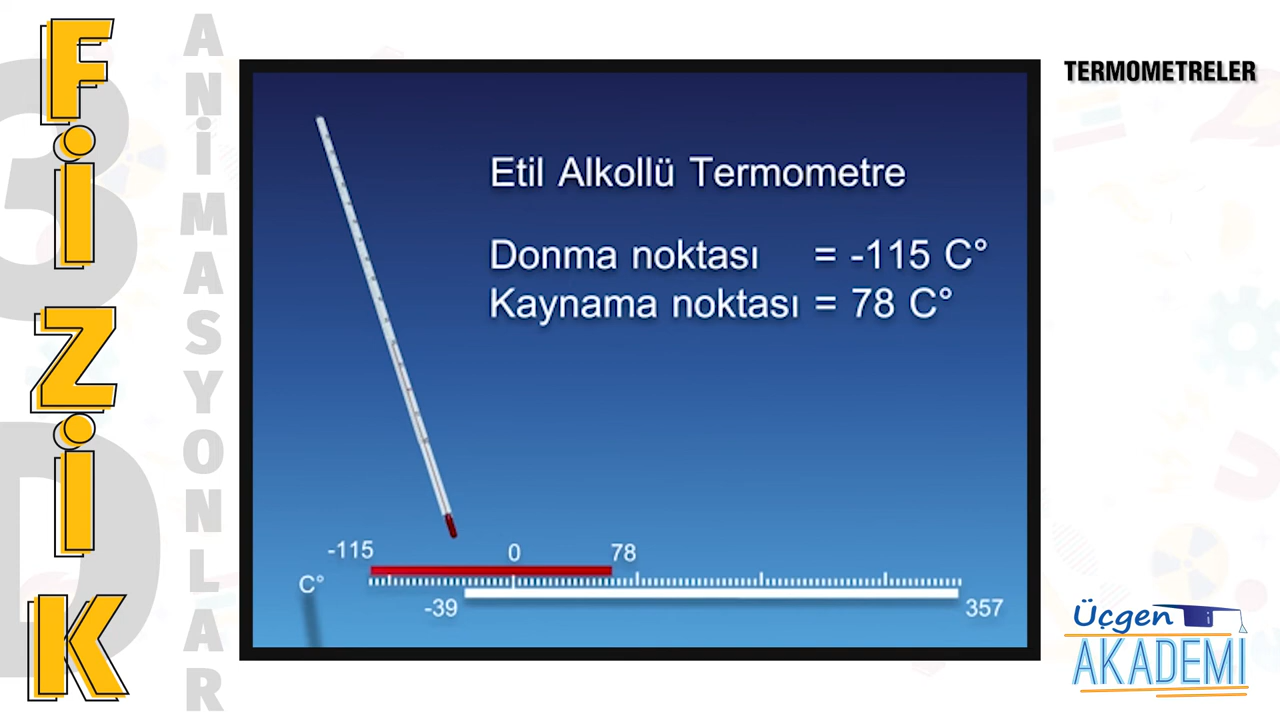 FİZİK
ANİMASYONLAR
3D
TERMOMETRELER
Etil Alkollü Termometre
Donma noktası = -115 C°
Kaynama noktası = 78 C°
-115 0 78
C°
-39 357
Üçgen
AKADEMİ